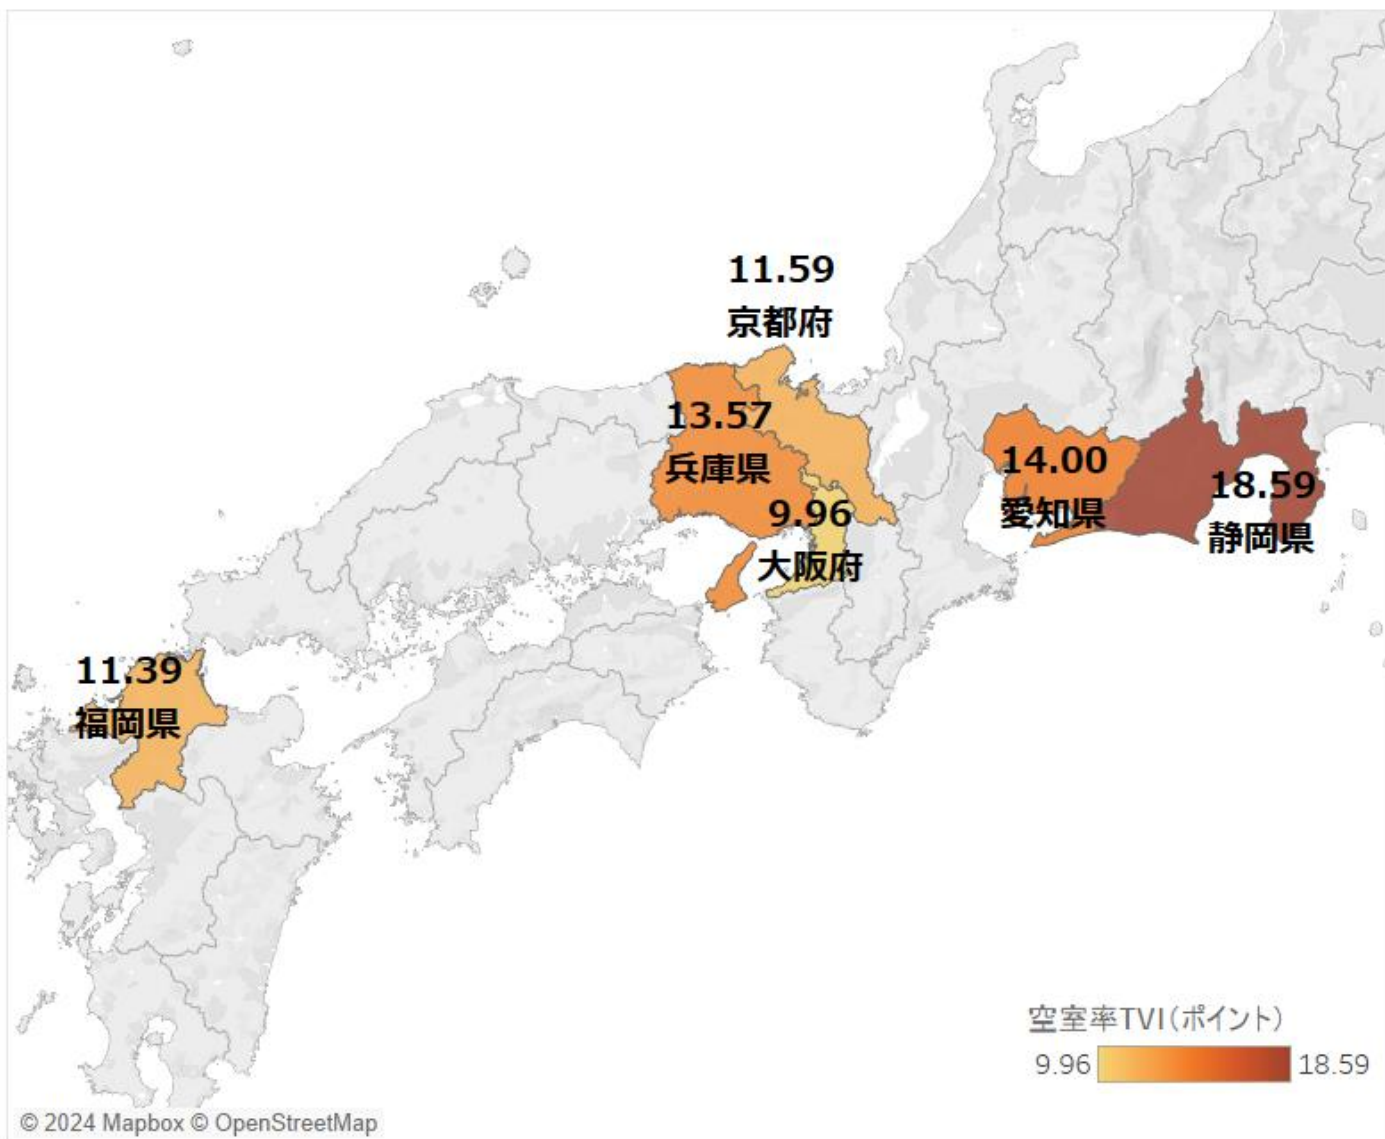 11.59
京都府
13.57
兵庫県
14.00
愛知県
18.59
静岡県
9.96
大阪府
11.39
福岡県
空室率TVI(ポイント)
9.96 18.59
© 2024 Mapbox © OpenStreetMap